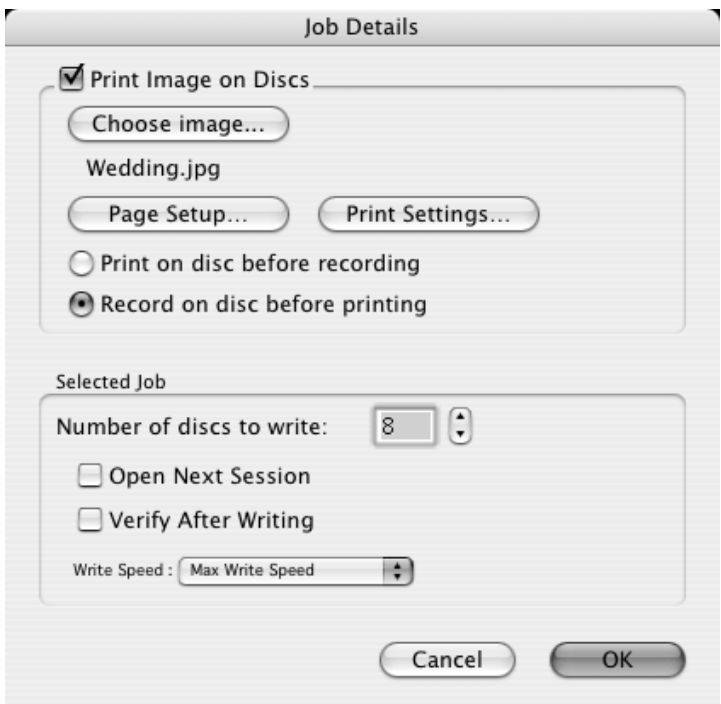 Job Details
Print Image on Discs
Choose image...
Wedding.jpg
Page Setup... Print Settings...
Print on disc before recording
Record on disc before printing
Selected Job
Number of discs to write: 8
Open Next Session
Verify After Writing
Write Speed : Max Write Speed
Cancel OK